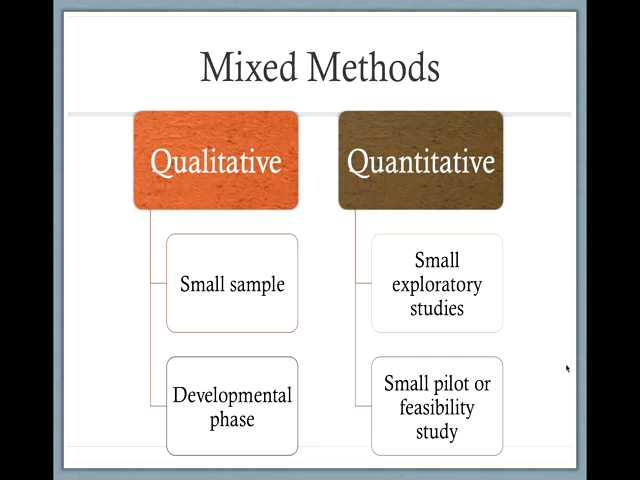 Mixed Methods
Qualitative
Small sample
Developmental
phase
Quantitative
Small
exploratory
studies
Small pilot or
feasibility
study